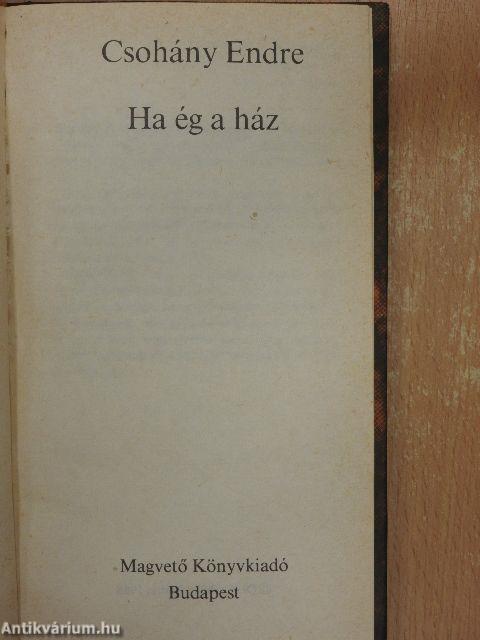 Csohány Endre
Ha ég a ház
Magvető Könyvkiadó
Budapest
Antikvárium.hu